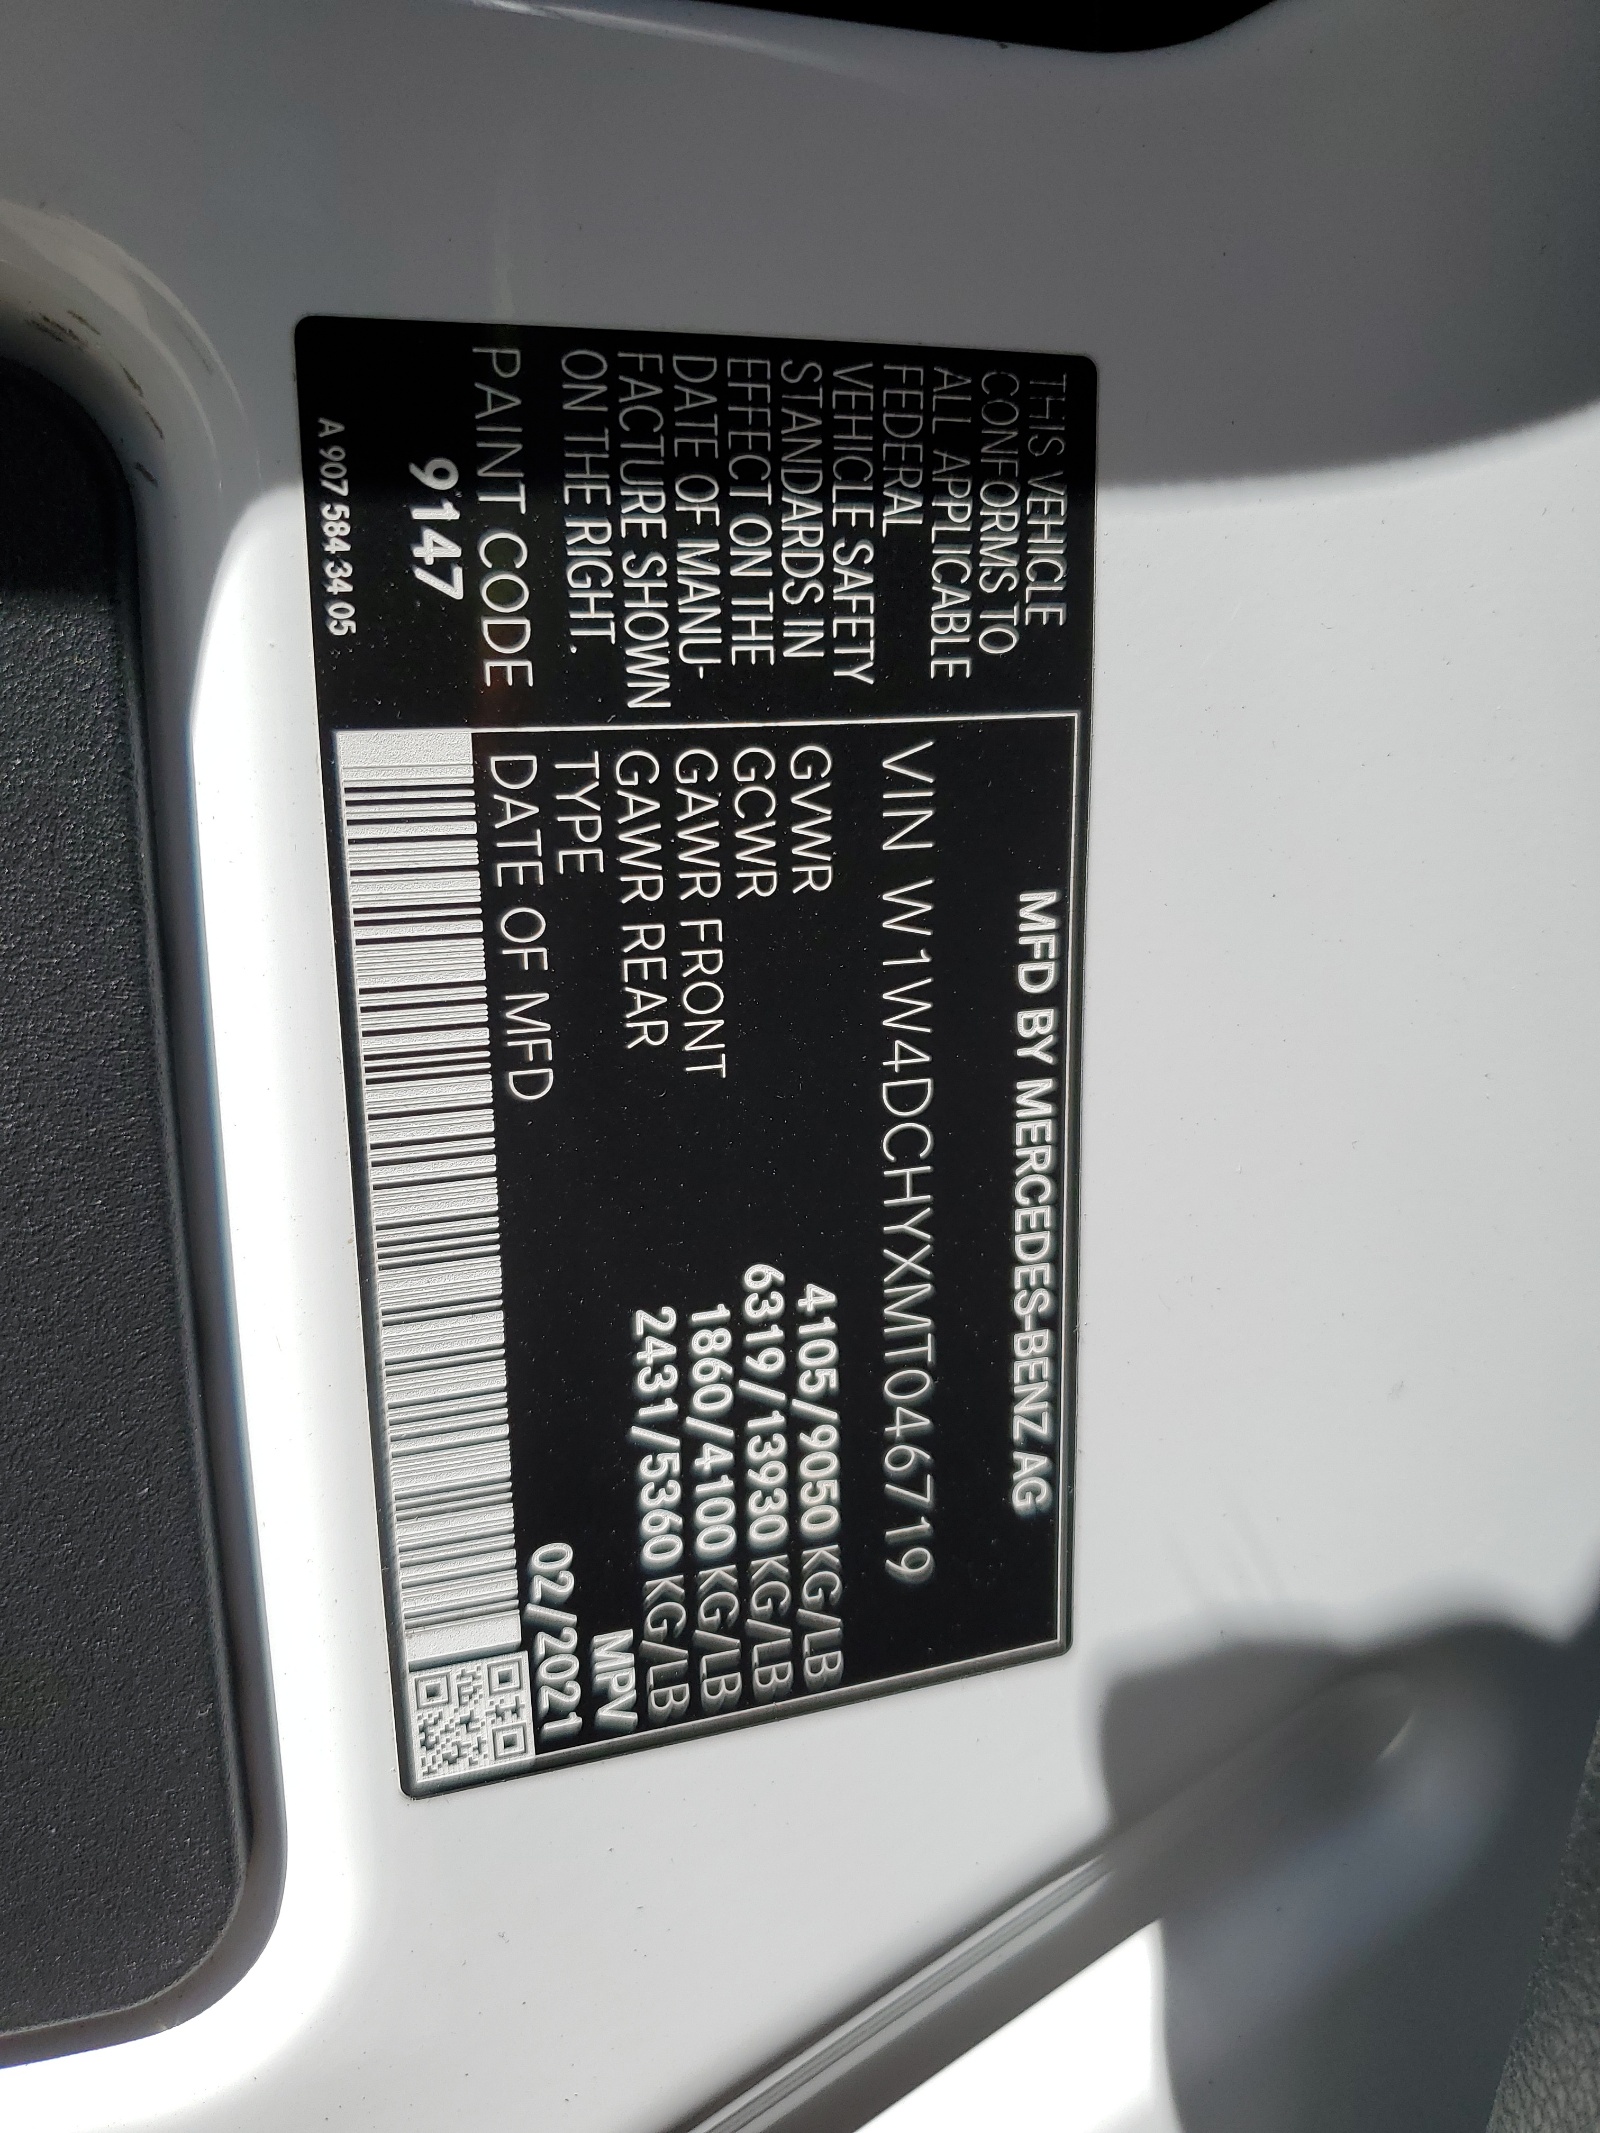 MFD BY MERCEDES-BENZ AG
VIN W1W4DCHYXMT046719
GVWR 4105/9050 KG/LB
GCWR 6319/13930 KG/LB
GAWR FRONT 1860/4100 KG/LB
GAWR REAR 2431/5360 KG/LB
TYPE MPV
DATE OF MFD 02/2021
THIS VEHICLE
CONFORMS TO
ALL APPLICABLE
FEDERAL
VEHICLE SAFETY
STANDARDS IN
EFFECT ON THE
DATE OF MANU-
FACTURE SHOWN
ON THE RIGHT.
PAINT CODE
9147
A 907 584 34 05